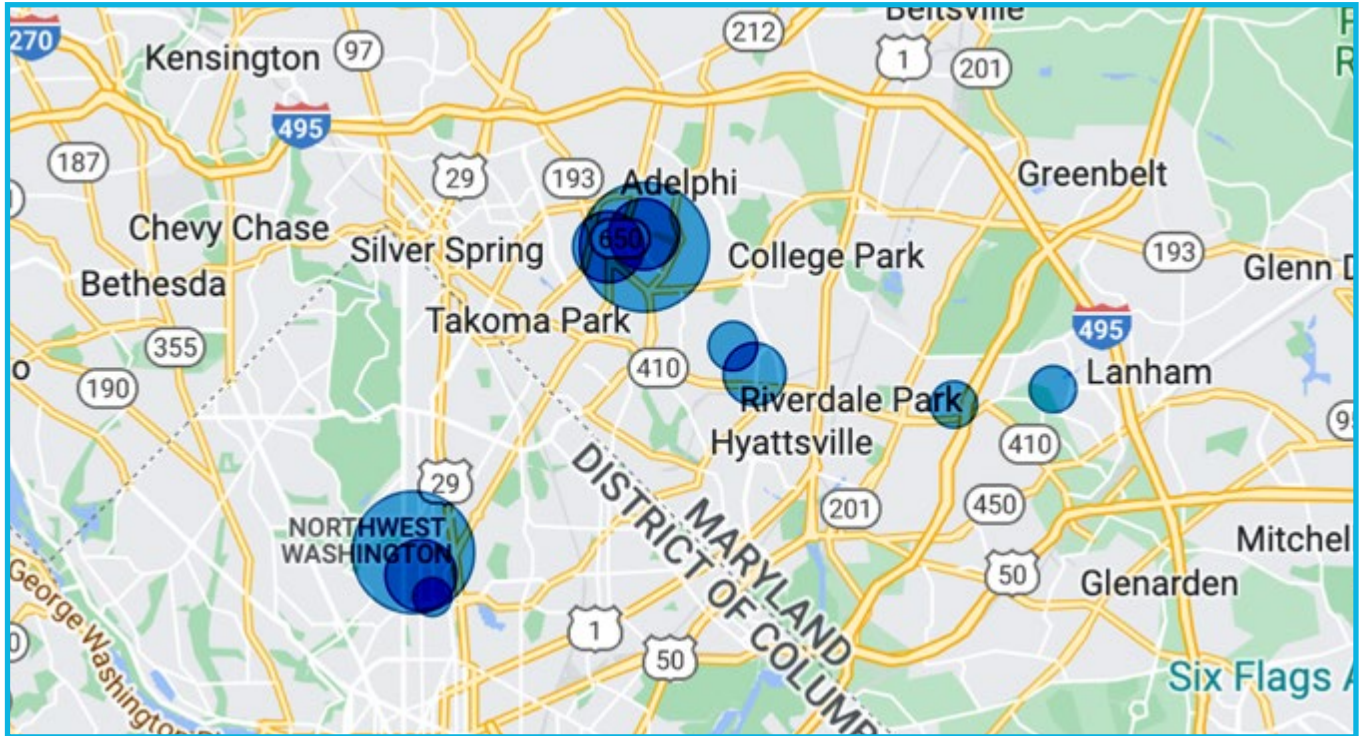 Beltsville
270
Kensington
97
212
1
201
495
187
29
193
Adelphi
Greenbelt
Chevy Chase
650
Silver Spring
College Park
193
Bethesda
Glenn D
Takoma Park
495
355
410
Lanham
o
190
Riverdale Park
Hyattsville
410
95
29
DISTRICT OF COLUMB
MARYLAND
201
450
NORTHWEST
WASHINGTON
Mitchel
50
Glenarden
George Washington
1
50
Six Flags A